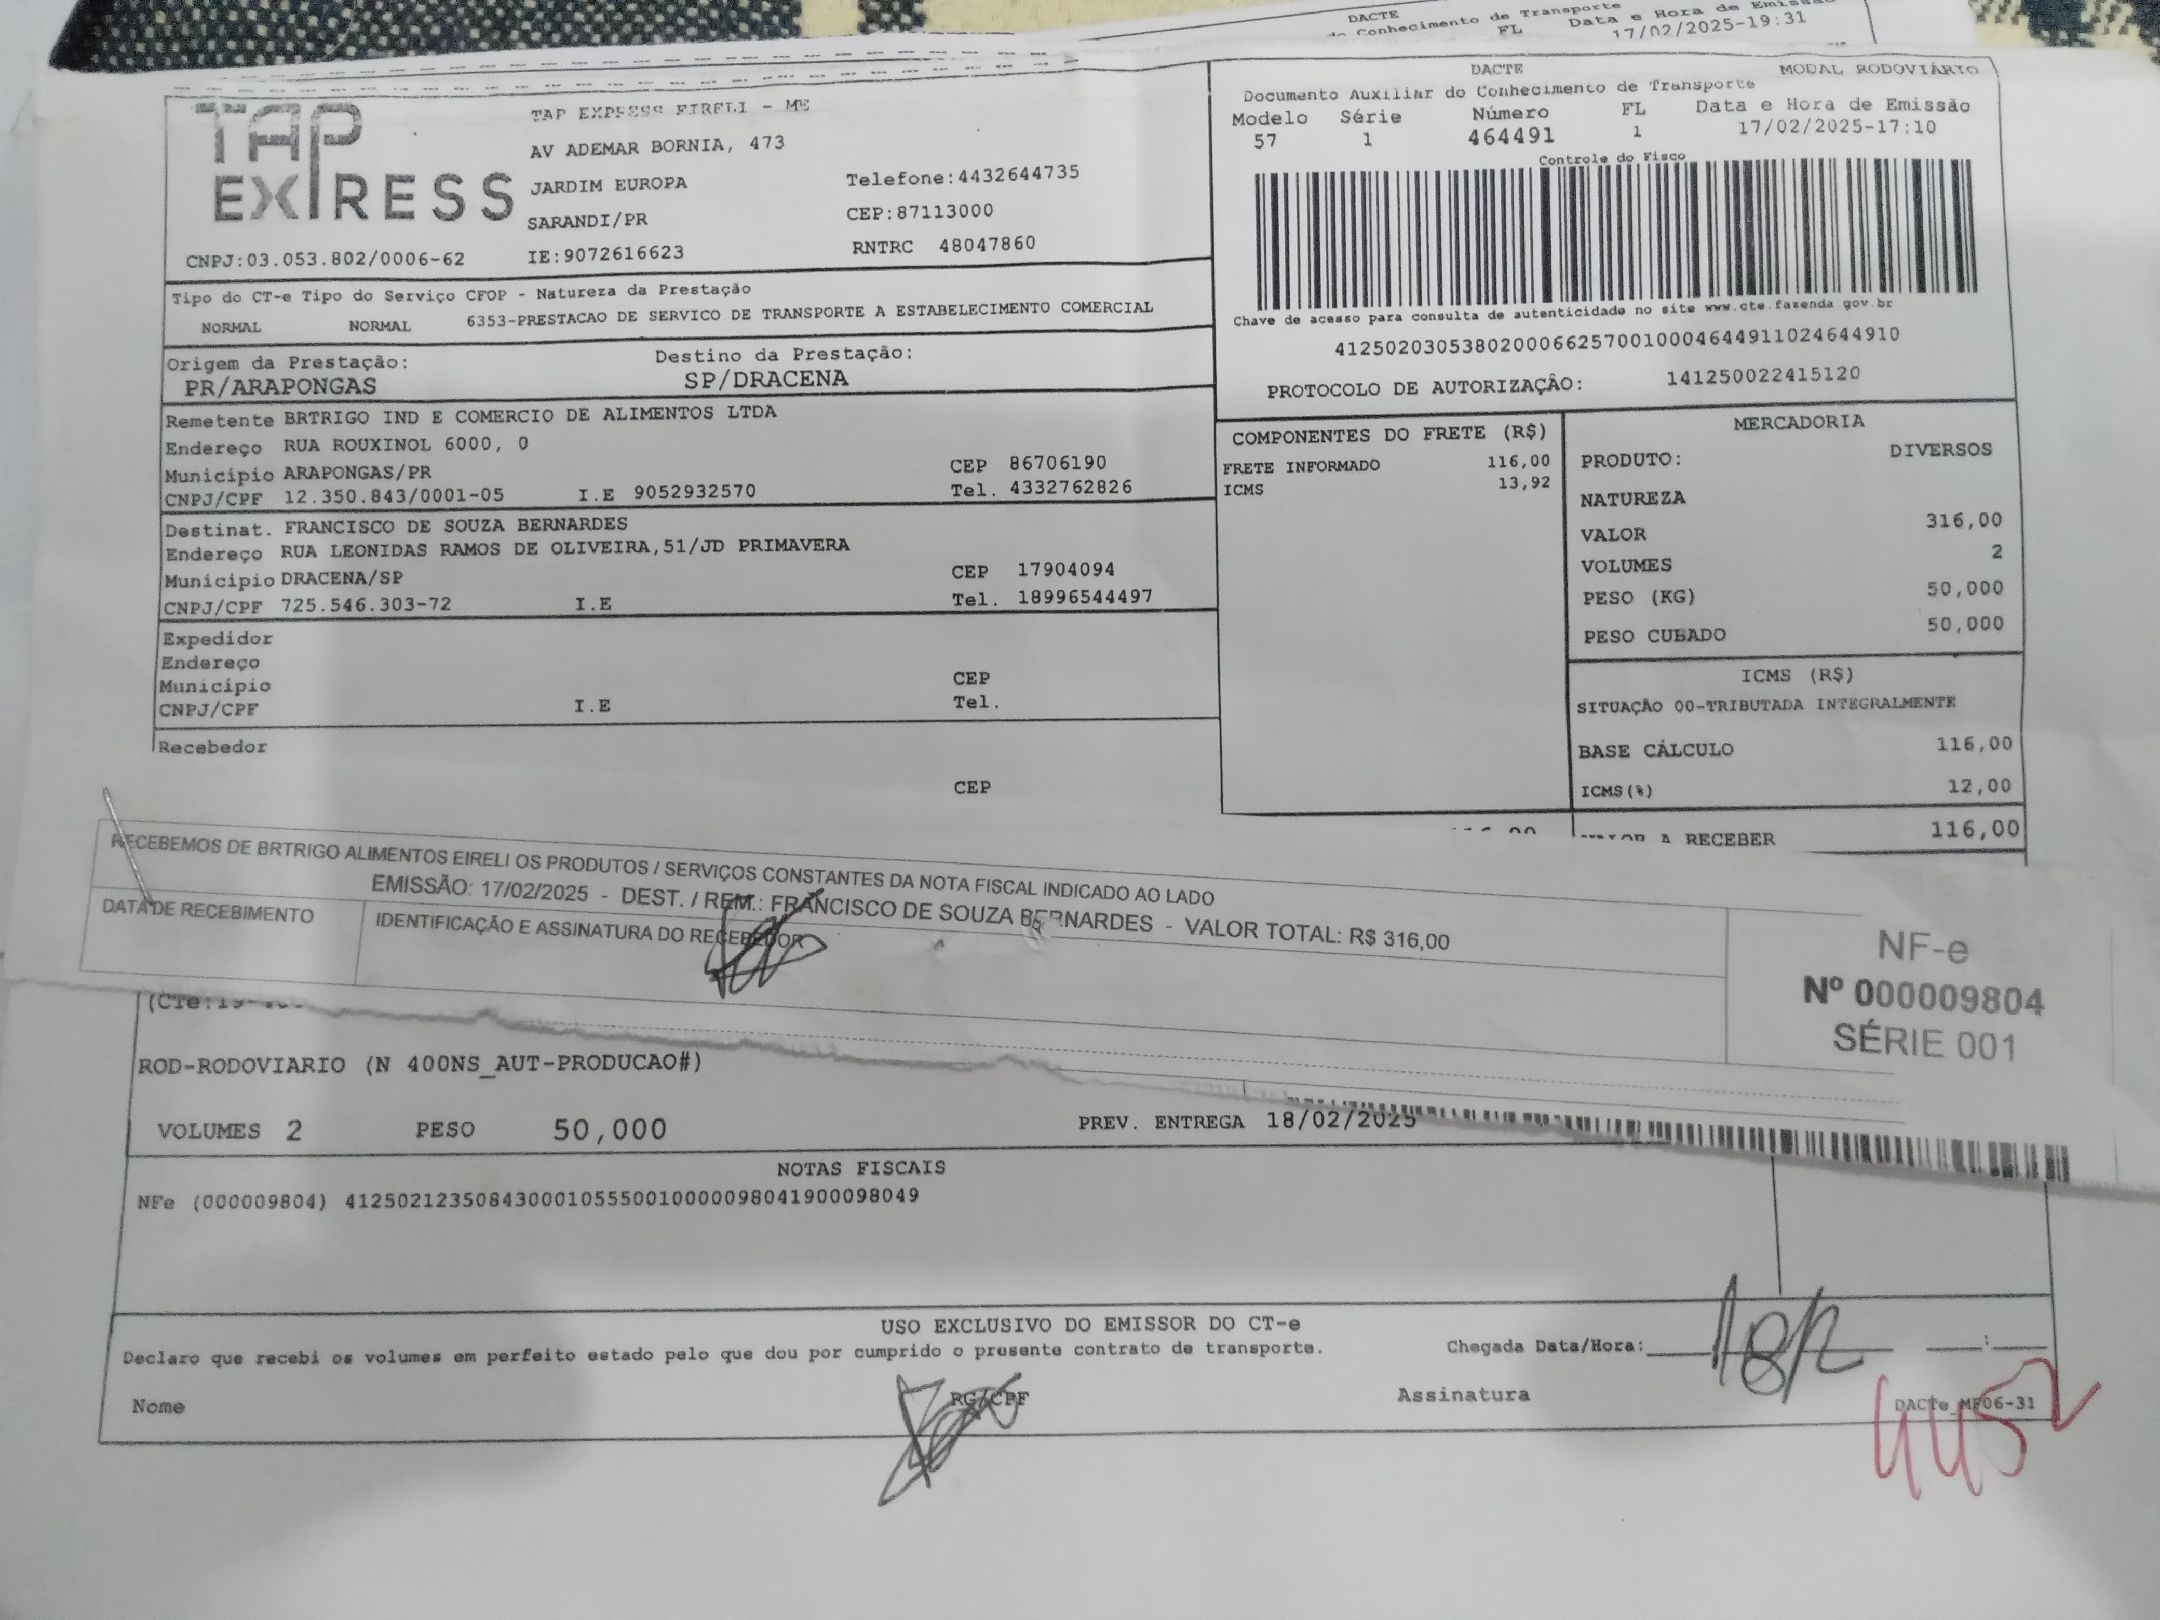 DACTE
Conhecimento de Transporte
FL Data e Hora de Emissão
17/02/2025-19:31
TAP EXPRESS
TAP EXPRESS EIRELI - ME
AV ADEMAR BORNIA, 473
JARDIM EUROPA Telefone:4432644735
SARANDI/PR CEP:87113000
CNPJ:03.053.802/0006-62 IE:9072616623 RNTRC 48047860
DACTE MODAL RODOVIÁRIO
Documento Auxiliar do Conhecimento de Transporte
Modelo Série Número FL Data e Hora de Emissão
57 1 464491 1 17/02/2025-17:10
Controle do Fisco
Chave de acesso para consulta de autenticidade no site www.cte.fazenda.gov.br
41250203053802000662570010004644911024644910
PROTOCOLO DE AUTORIZAÇÃO: 141250022415120
Tipo do CT-e Tipo do Serviço CFOP - Natureza da Prestação
NORMAL NORMAL 6353-PRESTACAO DE SERVICO DE TRANSPORTE A ESTABELECIMENTO COMERCIAL
Origem da Prestação: Destino da Prestação:
PR/ARAPONGAS SP/DRACENA
Remetente BRTRIGO IND E COMERCIO DE ALIMENTOS LTDA
Endereço RUA ROUXINOL 6000, 0
Município ARAPONGAS/PR CEP 86706190
CNPJ/CPF 12.350.843/0001-05 I.E 9052932570 Tel. 4332762826
Destinat. FRANCISCO DE SOUZA BERNARDES
Endereço RUA LEONIDAS RAMOS DE OLIVEIRA,51/JD PRIMAVERA
Município DRACENA/SP CEP 17904094
CNPJ/CPF 725.546.303-72 I.E Tel. 18996544497
Expedidor
Endereço
Município CEP
CNPJ/CPF I.E Tel.
Recebedor
CEP
COMPONENTES DO FRETE (R$)
FRETE INFORMADO 116,00
ICMS 13,92
MERCADORIA
PRODUTO: DIVERSOS
NATUREZA
VALOR 316,00
VOLUMES 2
PESO (KG) 50,000
PESO CUBADO 50,000
ICMS (R$)
SITUAÇÃO 00-TRIBUTADA INTEGRALMENTE
BASE CÁLCULO 116,00
ICMS(%) 12,00
A RECEBER 116,00
RECEBEMOS DE BRTRIGO ALIMENTOS EIRELI OS PRODUTOS / SERVIÇOS CONSTANTES DA NOTA FISCAL INDICADO AO LADO
EMISSÃO: 17/02/2025 - DEST. / REM.: FRANCISCO DE SOUZA BERNARDES - VALOR TOTAL: R$ 316,00
DATA DE RECEBIMENTO IDENTIFICAÇÃO E ASSINATURA DO RECEBEDOR
NF-e
Nº 000009804
SÉRIE 001
ROD-RODOVIARIO (N 400NS_AUT-PRODUCAO#)
VOLUMES 2 PESO 50,000 PREV. ENTREGA 18/02/2025
NOTAS FISCAIS
NFe (000009804) 41250212350843000105550010000098041900098049
USO EXCLUSIVO DO EMISSOR DO CT-e
Declaro que recebi os volumes em perfeito estado pelo que dou por cumprido o presente contrato de transporte.
Chegada Data/Hora: 18/2 :
Nome RG/CPF Assinatura DACTe_MF06-31